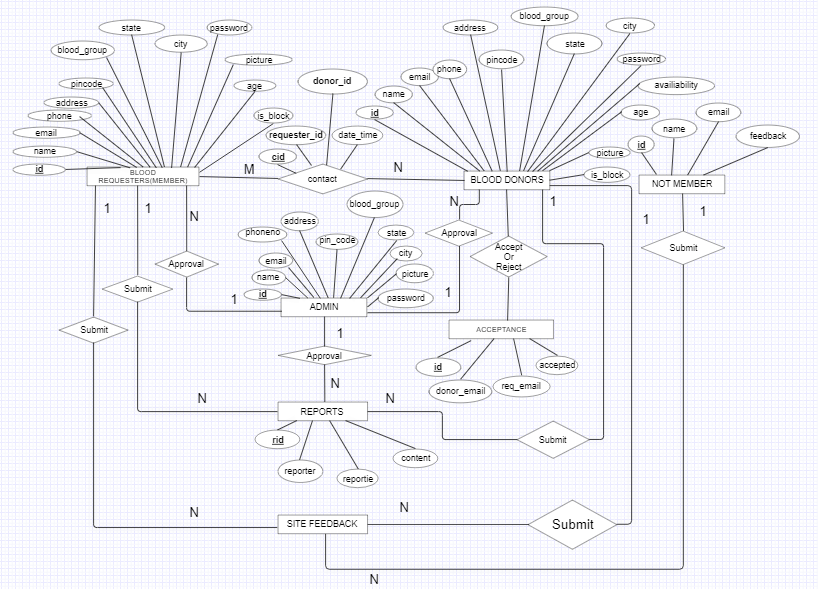 state
password
blood_group
city
picture
pincode
age
address
phone
is_block
email
name
id
BLOOD
REQUESTERS(MEMBER)
donor_id
requester_id
date_time
cid
contact
M
N
blood_group
address
city
state
phone
pincode
password
email
availiability
name
age
id
picture
is_block
BLOOD DONORS
email
name
feedback
id
NOT MEMBER
1
1
N
N
1
1
1
Approval
Submit
Submit
1
blood_group
address
phoneno
pin_code
state
city
email
name
picture
id
password
ADMIN
1
Approval
Accept
Or
Reject
Submit
ACCEPTANCE
id
accepted
donor_email
req_email
1
Approval
N
N
N
REPORTS
rid
reporter
reportie
content
Submit
N
N
SITE FEEDBACK
Submit
N